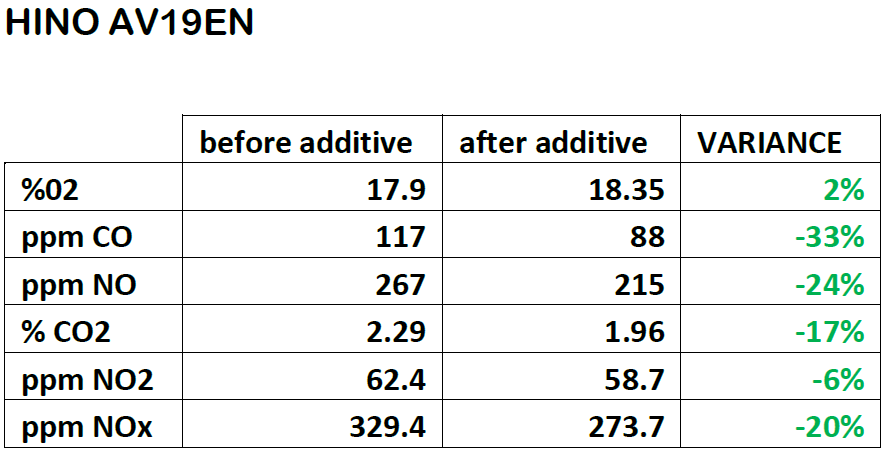 HINO AV19EN
before additive after additive VARIANCE
%02 17.9 18.35 2%
ppm CO 117 88 -33%
ppm NO 267 215 -24%
% CO2 2.29 1.96 -17%
ppm NO2 62.4 58.7 -6%
ppm NOx 329.4 273.7 -20%